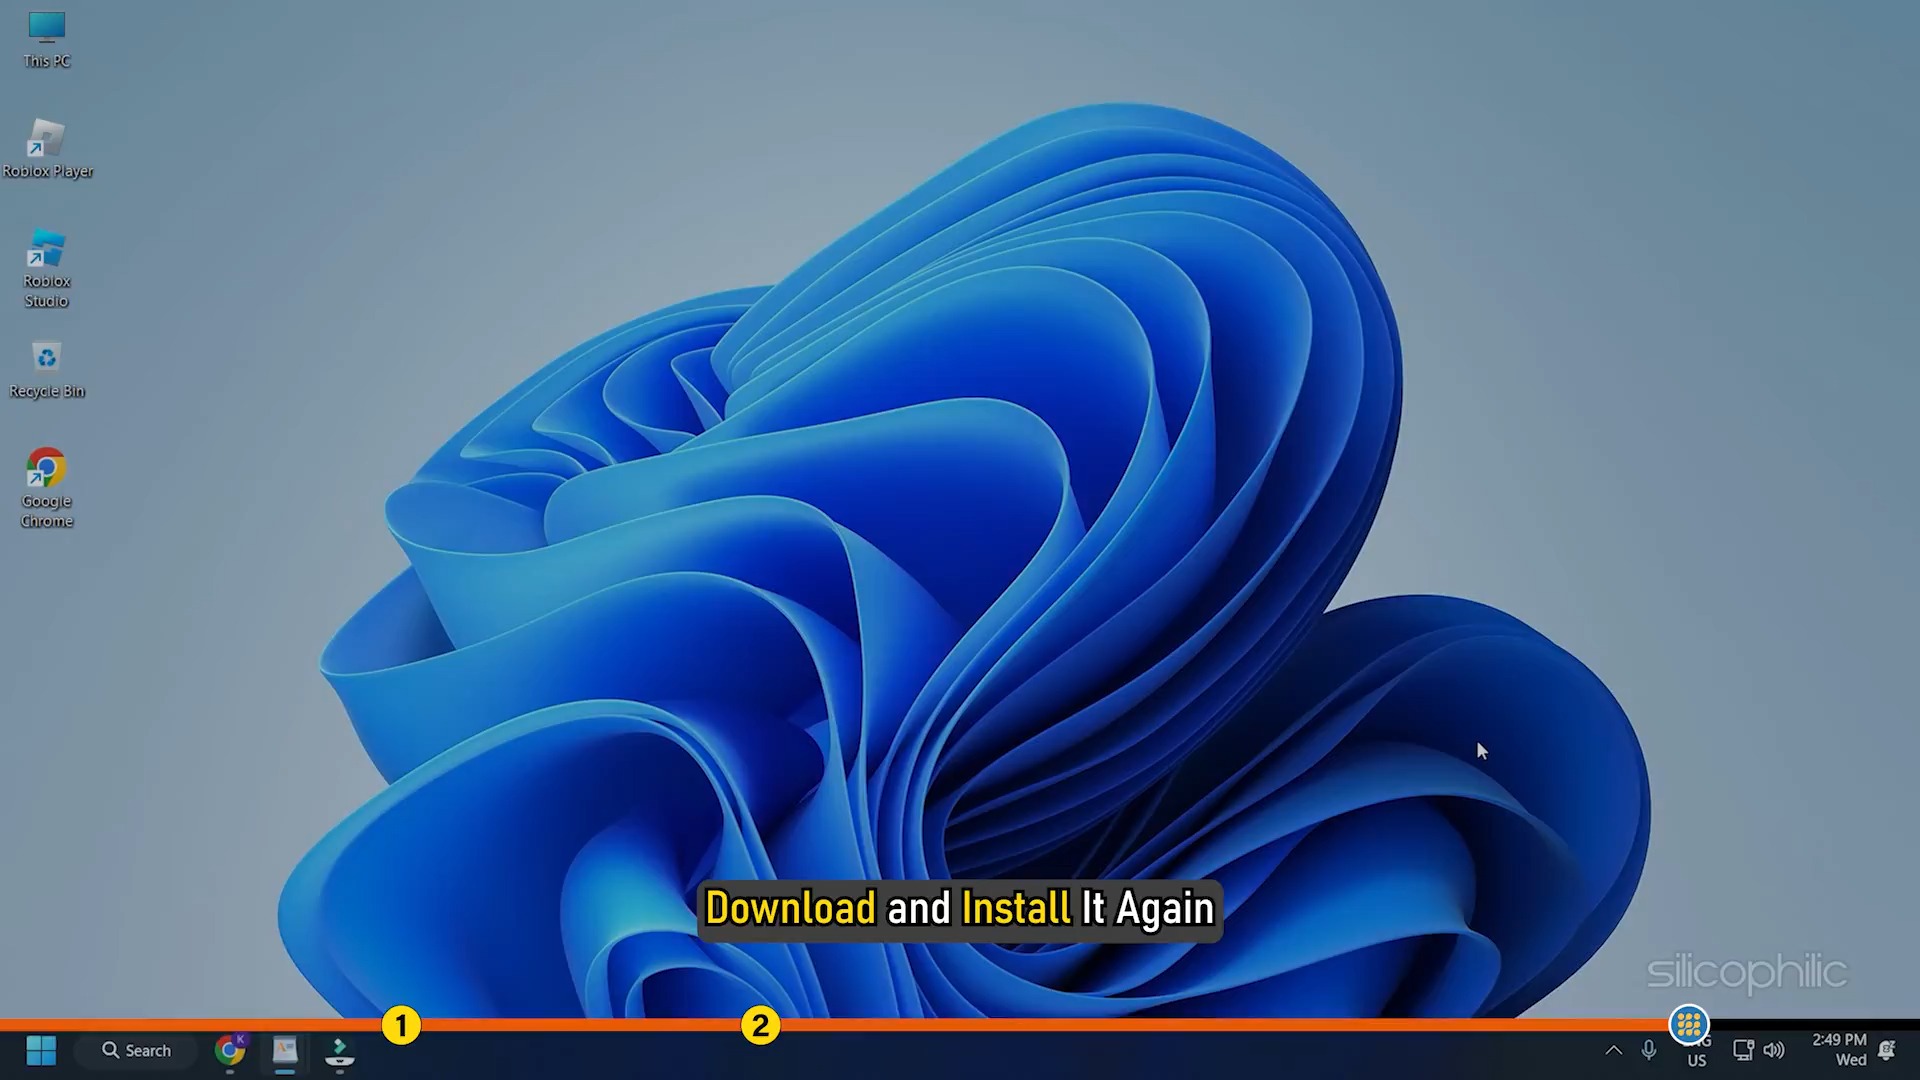 This PC
Roblox Player
Roblox
Studio
Recycle Bin
Google
Chrome
Download and Install It Again
silicophilic
1
2
Search
K
US
2:49 PM
Wed